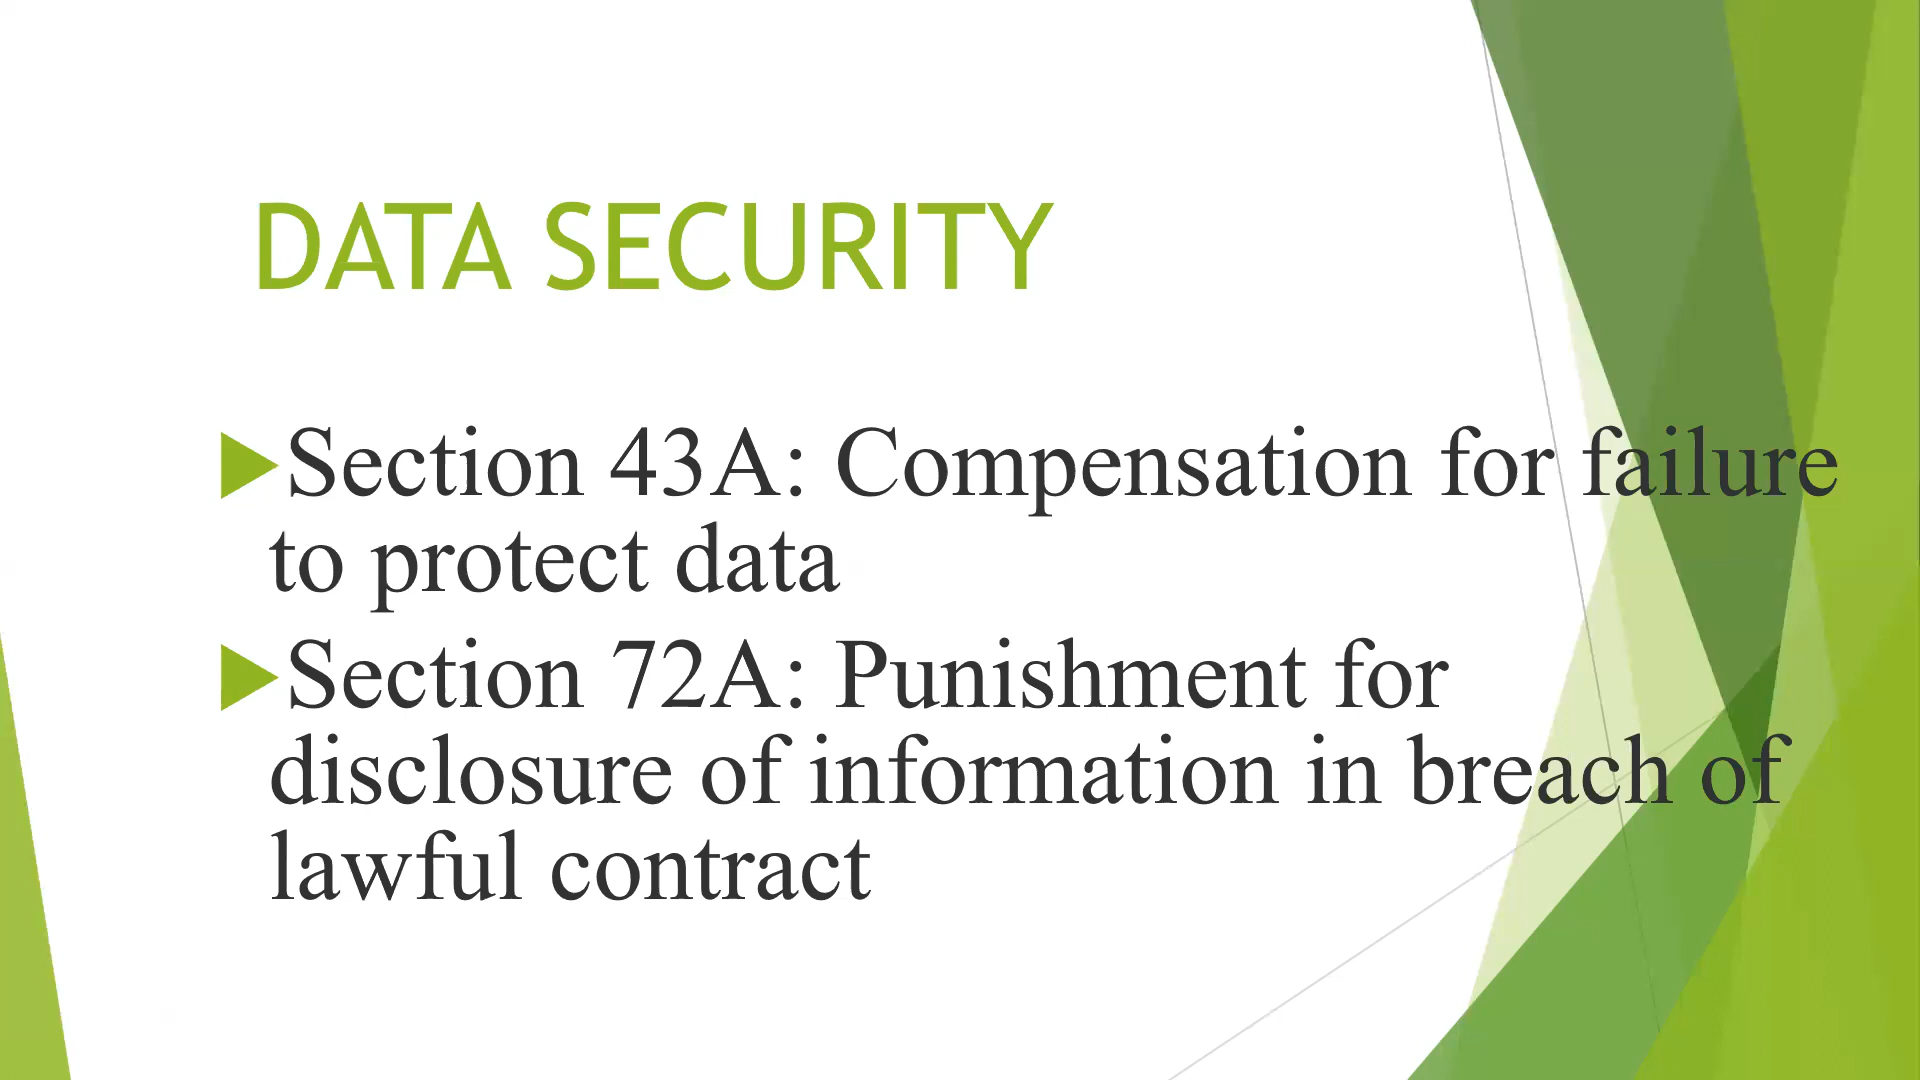 DATA SECURITY
Section 43A: Compensation for failure
to protect data
Section 72A: Punishment for
disclosure of information in breach of
lawful contract